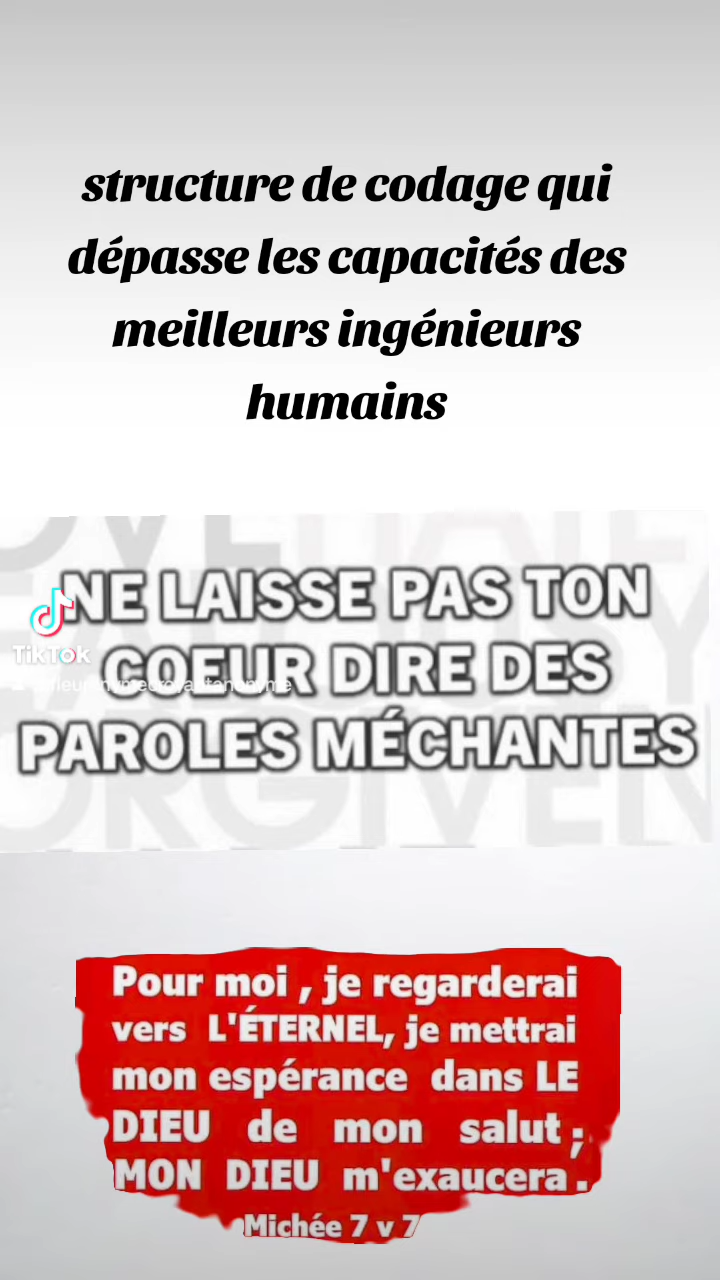 structure de codage qui
dépasse les capacités des
meilleurs ingénieurs
humains
NE LAISSE PAS TON
COEUR DIRE DES
PAROLES MÉCHANTES
TikTok
Pour moi , je regarderai
vers L'ÉTERNEL, je mettrai
mon espérance dans LE
DIEU de mon salut ;
MON DIEU m'exaucera .
Michée 7 v 7